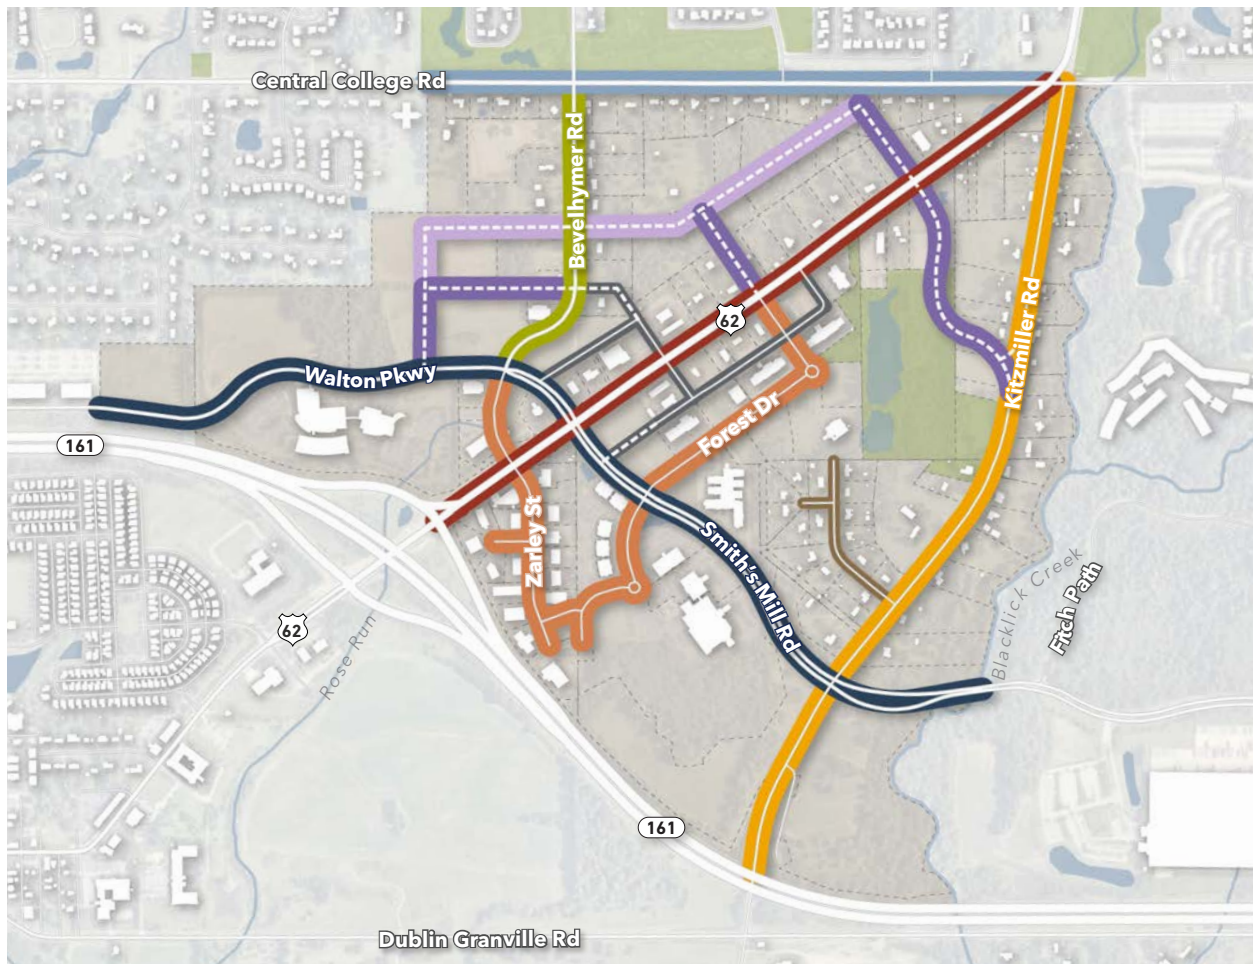 Central College Rd
Bevelhymer Rd
62
Kitzmiller Rd
Walton Pkwy
161
Forest Dr
Zarley St
Smith's Mill Rd
Blacklick Creek
Fitch Path
62
Rose Run
161
Dublin Granville Rd